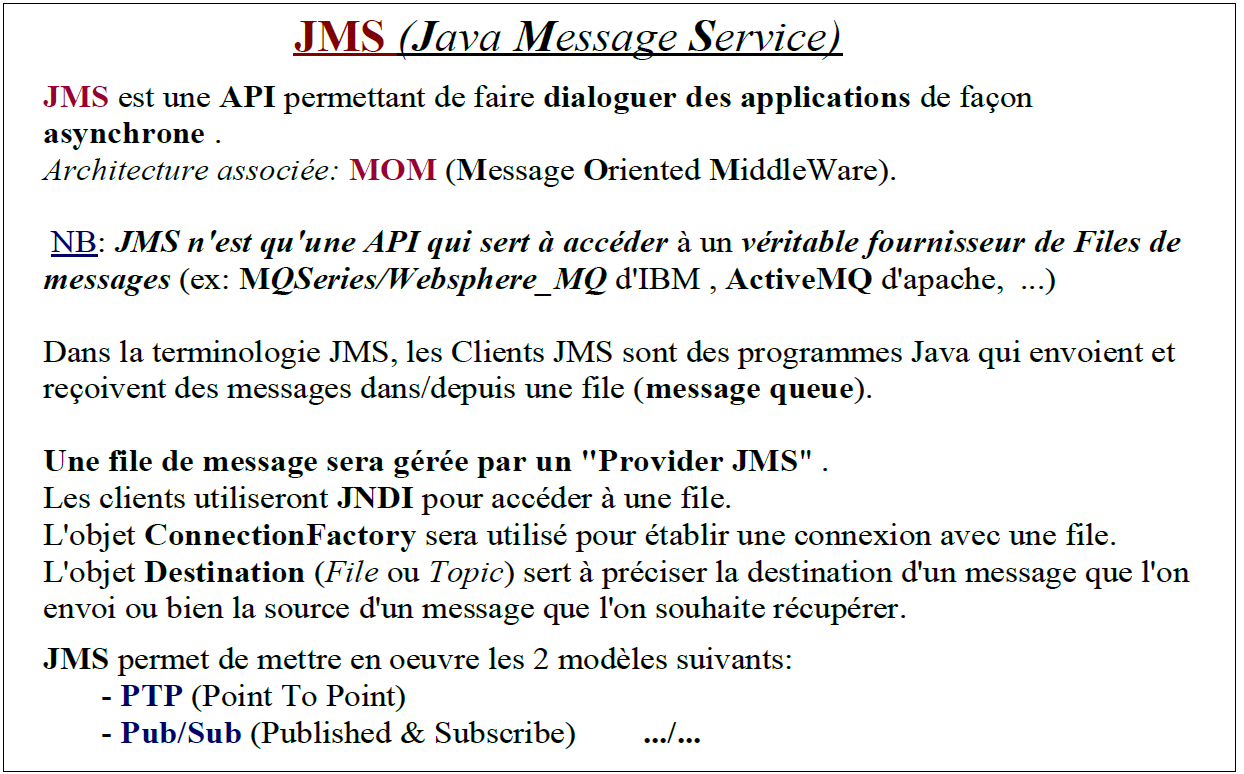 JMS (Java Message Service)
JMS est une API permettant de faire dialoguer des applications de façon
asynchrone .
Architecture associée: MOM (Message Oriented MiddleWare).
NB: JMS n'est qu'une API qui sert à accéder à un véritable fournisseur de Files de
messages (ex: MQSeries/Websphere_MQ d'IBM , ActiveMQ d'apache, ...)
Dans la terminologie JMS, les Clients JMS sont des programmes Java qui envoient et
reçoivent des messages dans/depuis une file (message queue).
Une file de message sera gérée par un "Provider JMS" .
Les clients utiliseront JNDI pour accéder à une file.
L'objet ConnectionFactory sera utilisé pour établir une connexion avec une file.
L'objet Destination (File ou Topic) sert à préciser la destination d'un message que l'on
envoi ou bien la source d'un message que l'on souhaite récupérer.
JMS permet de mettre en oeuvre les 2 modèles suivants:
- PTP (Point To Point)
- Pub/Sub (Published & Subscribe) .../...